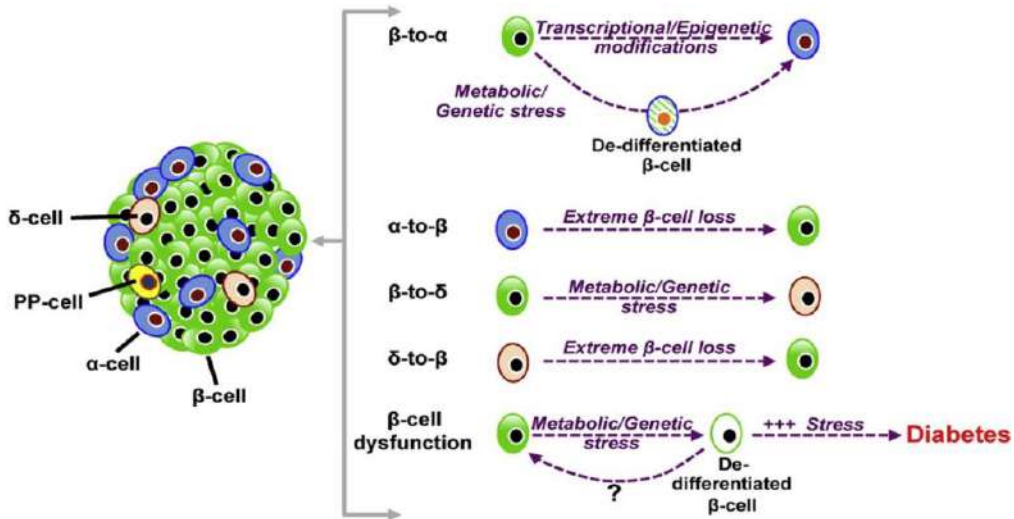 δ-cell
PP-cell
α-cell
β-cell
β-to-α
Transcriptional/Epigenetic
modifications
Metabolic/
Genetic stress
De-differentiated
β-cell
α-to-β
Extreme β-cell loss
β-to-δ
Metabolic/Genetic
stress
δ-to-β
Extreme β-cell loss
β-cell
dysfunction
Metabolic/Genetic
stress
+++ Stress
Diabetes
?
De-
differentiated
β-cell